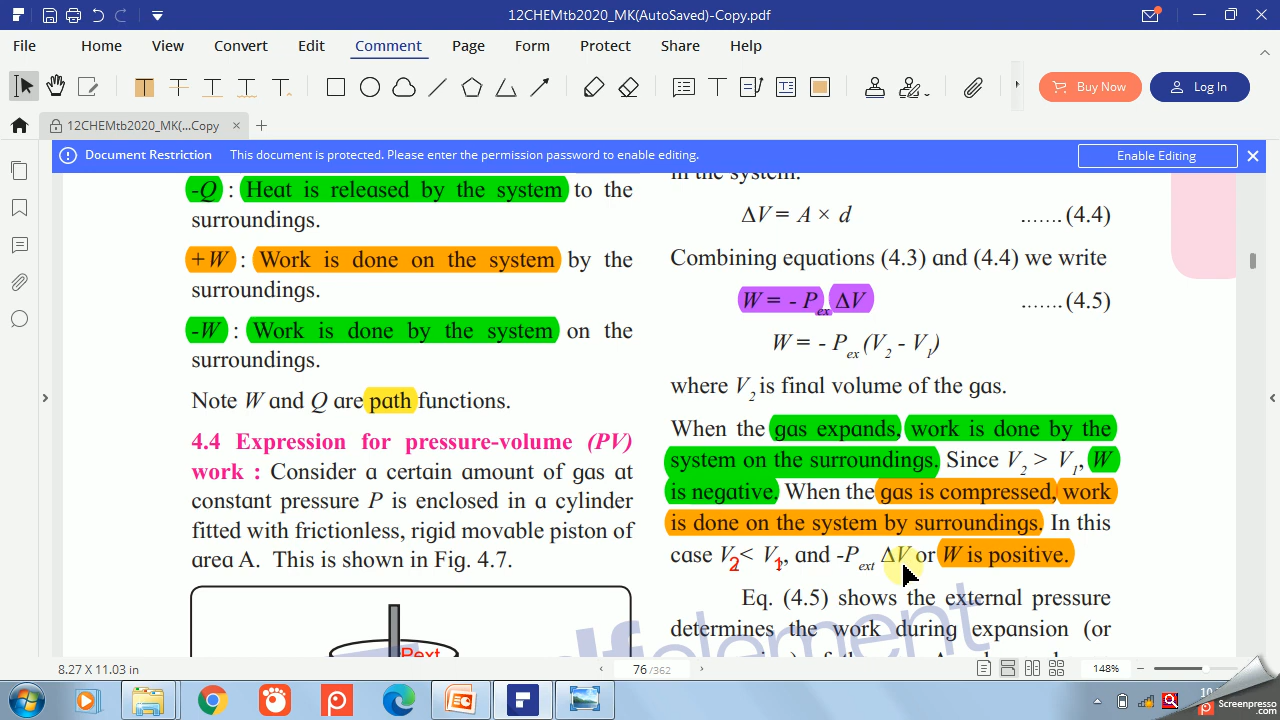 12CHEMtb2020_MK(AutoSaved)-Copy.pdf
File Home View Convert Edit Comment Page Form Protect Share Help
Buy Now
Log In
12CHEMtb2020_MK(...Copy
Document Restriction This document is protected. Please enter the permission password to enable editing.
Enable Editing
-Q : Heat is released by the system to the
surroundings.
+W : Work is done on the system by the
surroundings.
-W : Work is done by the system on the
surroundings.
Note W and Q are path functions.
4.4 Expression for pressure-volume (PV)
work : Consider a certain amount of gas at
constant pressure P is enclosed in a cylinder
fitted with frictionless, rigid movable piston of
area A. This is shown in Fig. 4.7.
Pext
in the system.
ΔV = A × d ......(4.4)
Combining equations (4.3) and (4.4) we write
W = - Pex ΔV ......(4.5)
W = - Pex (V2 - V1)
where V2 is final volume of the gas.
When the gas expands, work is done by the
system on the surroundings. Since V2 > V1, W
is negative. When the gas is compressed, work
is done on the system by surroundings. In this
case V2 < V1, and -Pext ΔV or W is positive.
Eq. (4.5) shows the external pressure
determines the work during expansion (or
8.27 X 11.03 in
76 /362
148%
Screenpresso
.com